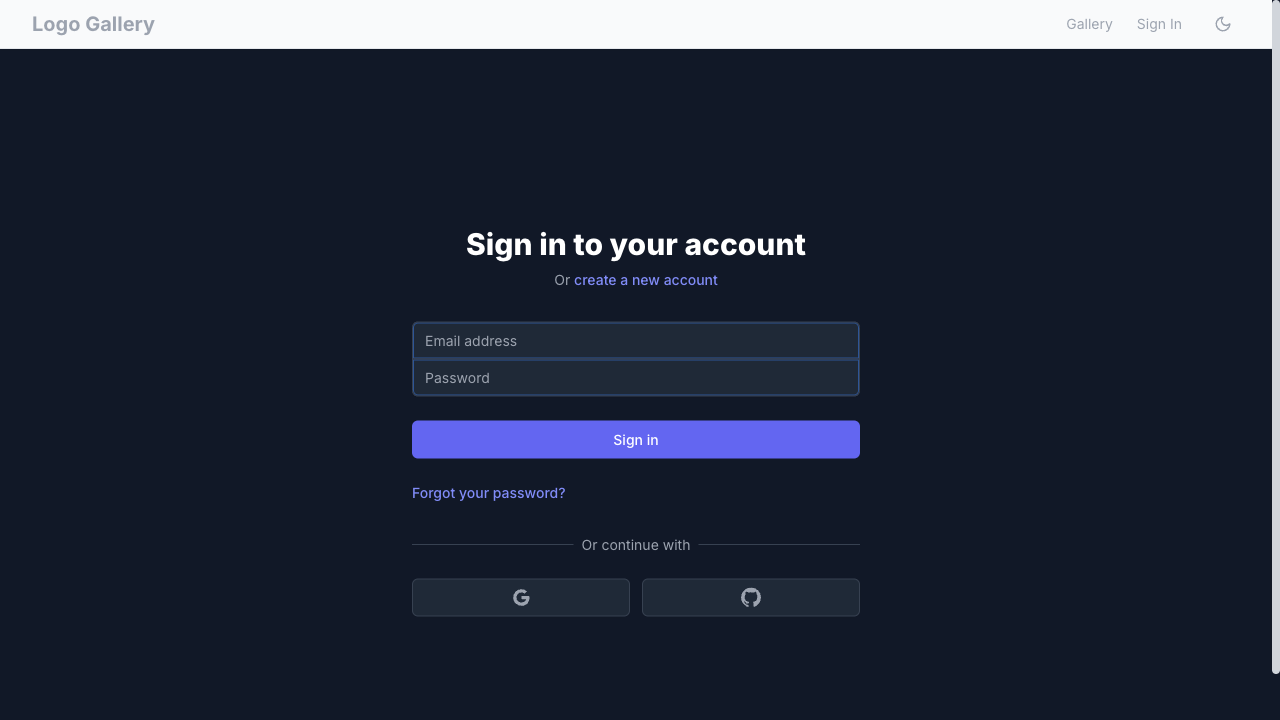 Logo Gallery
Gallery
Sign In
Sign in to your account
Or create a new account
Email address
Password
Sign in
Forgot your password?
Or continue with